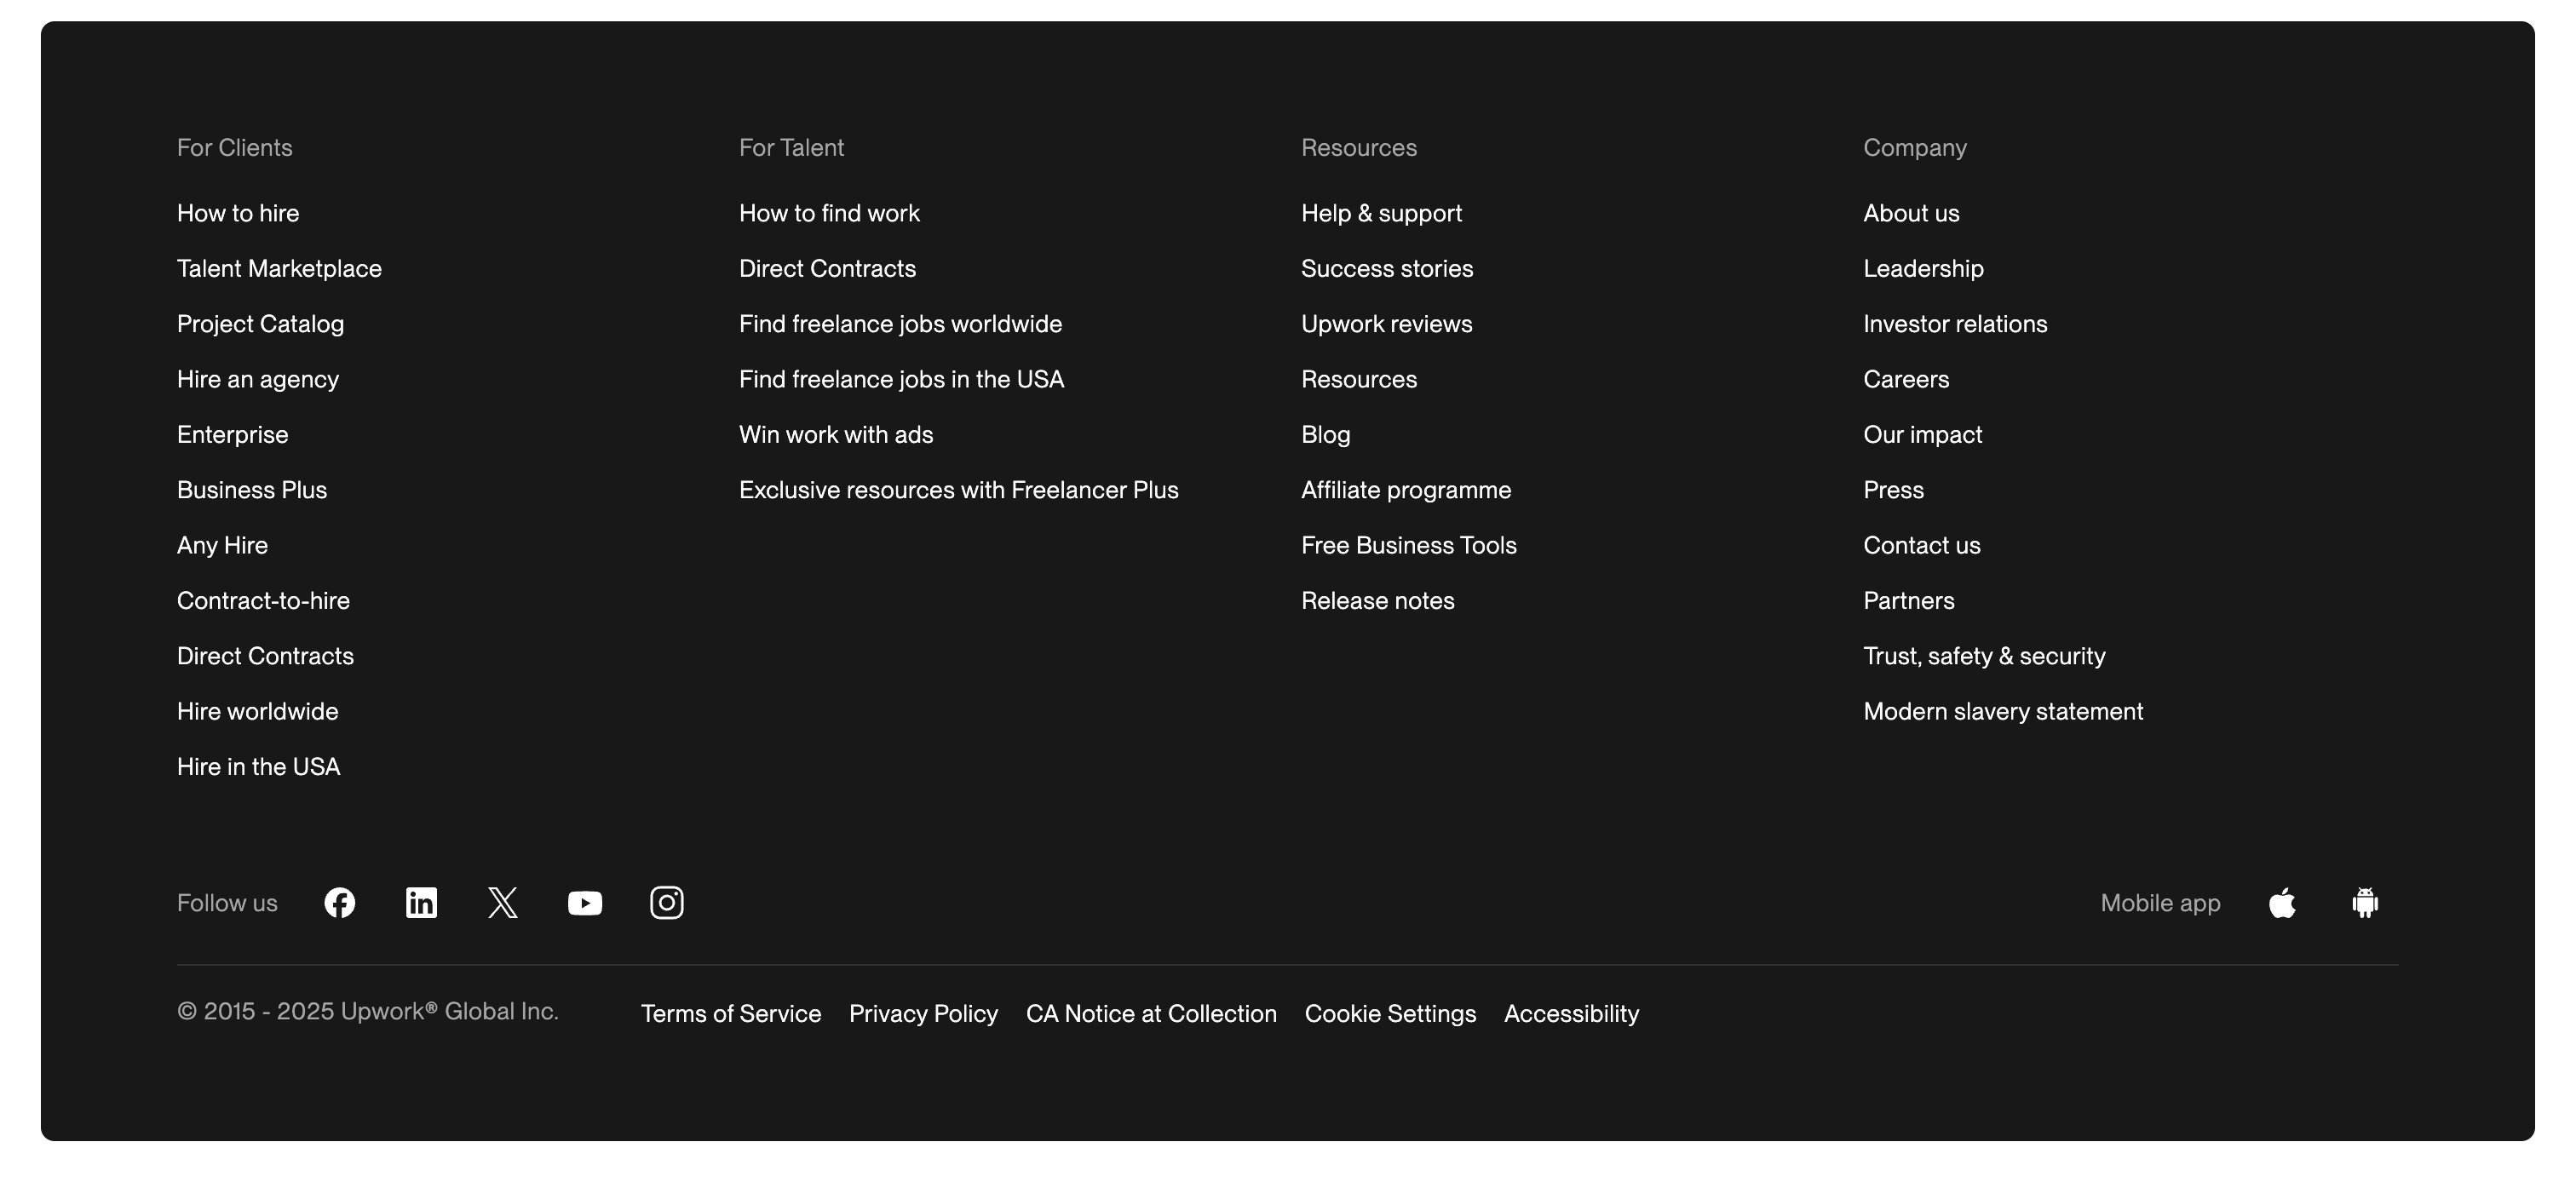 For Clients
How to hire
Talent Marketplace
Project Catalog
Hire an agency
Enterprise
Business Plus
Any Hire
Contract-to-hire
Direct Contracts
Hire worldwide
Hire in the USA
For Talent
How to find work
Direct Contracts
Find freelance jobs worldwide
Find freelance jobs in the USA
Win work with ads
Exclusive resources with Freelancer Plus
Resources
Help & support
Success stories
Upwork reviews
Resources
Blog
Affiliate programme
Free Business Tools
Release notes
Company
About us
Leadership
Investor relations
Careers
Our impact
Press
Contact us
Partners
Trust, safety & security
Modern slavery statement
Follow us
Mobile app
© 2015 - 2025 Upwork® Global Inc.
Terms of Service
Privacy Policy
CA Notice at Collection
Cookie Settings
Accessibility